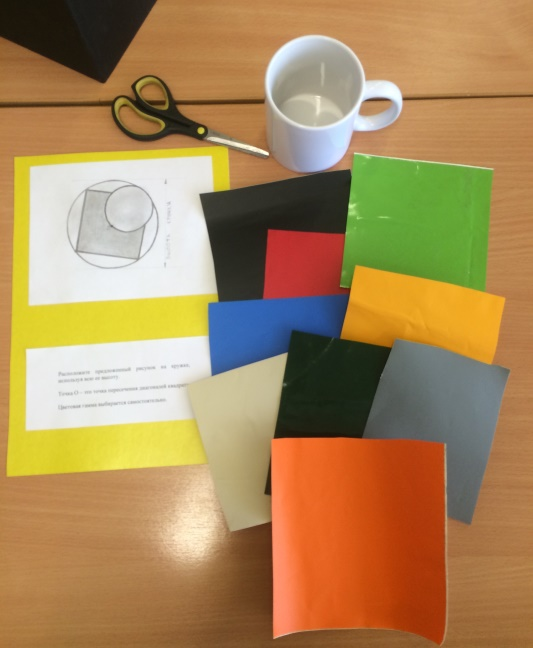 Расположите предложенный рисунок на кружке,
используя всю ее высоту.
Точка О – это точка пересечения диагоналей квадрата.
Цветовая гамма выбирается самостоятельно.